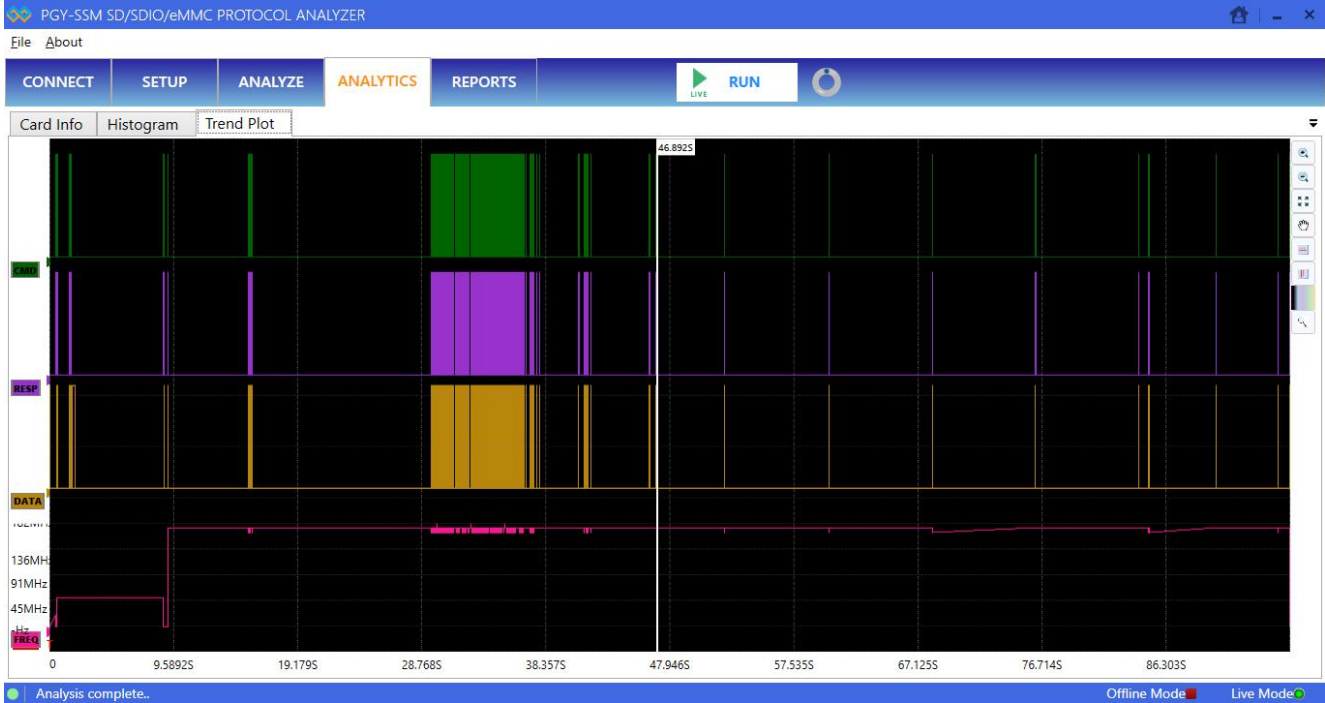 PGY-SSM SD/SDIO/eMMC PROTOCOL ANALYZER
File About
CONNECT SETUP ANALYZE ANALYTICS REPORTS LIVE RUN
Card Info Histogram Trend Plot
46.892S
CMD
RESP
DATA
136MHz
91MHz
45MHz
FREQ
0 9.5892S 19.179S 28.768S 38.357S 47.946S 57.535S 67.125S 76.714S 86.303S
Analysis complete.. Offline Mode Live Mode